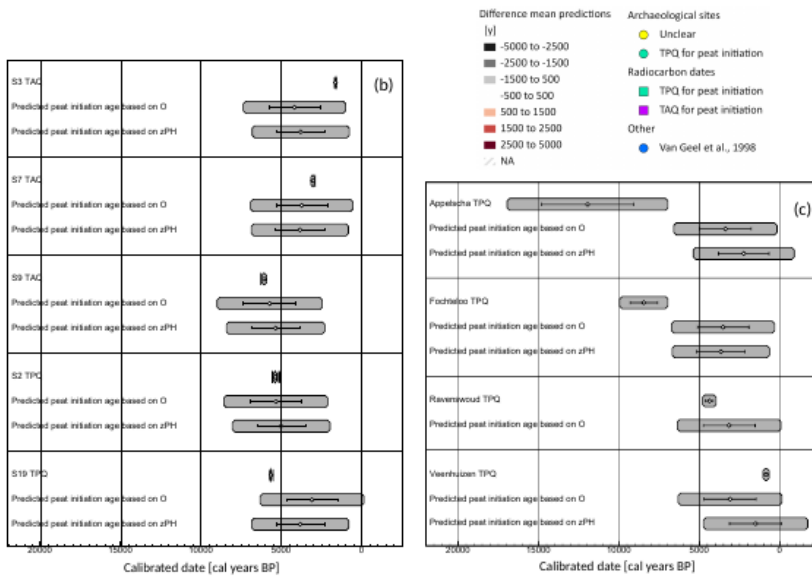 Difference mean predictions
[y]
-5000 to -2500
-2500 to -1500
-1500 to 500
-500 to 500
500 to 1500
1500 to 2500
2500 to 5000
NA
Archaeological sites
Unclear
TPQ for peat initiation
Radiocarbon dates
TPQ for peat initiation
TAQ for peat initiation
Other
Van Geel et al., 1998
(b)
S3 TAQ
Predicted peat initiation age based on O
Predicted peat initiation age based on zPH
S7 TAQ
Predicted peat initiation age based on O
Predicted peat initiation age based on zPH
S9 TAQ
Predicted peat initiation age based on O
Predicted peat initiation age based on zPH
S2 TPQ
Predicted peat initiation age based on O
Predicted peat initiation age based on zPH
S19 TPQ
Predicted peat initiation age based on O
Predicted peat initiation age based on zPH
20000 15000 10000 5000 0
Calibrated date [cal years BP]
(c)
Appelscha TPQ
Predicted peat initiation age based on O
Predicted peat initiation age based on zPH
Fochteloo TPQ
Predicted peat initiation age based on O
Predicted peat initiation age based on zPH
Ravenswoud TPQ
Predicted peat initiation age based on O
Veenhuizen TPQ
Predicted peat initiation age based on O
Predicted peat initiation age based on zPH
20000 15000 10000 5000 0
Calibrated date [cal years BP]